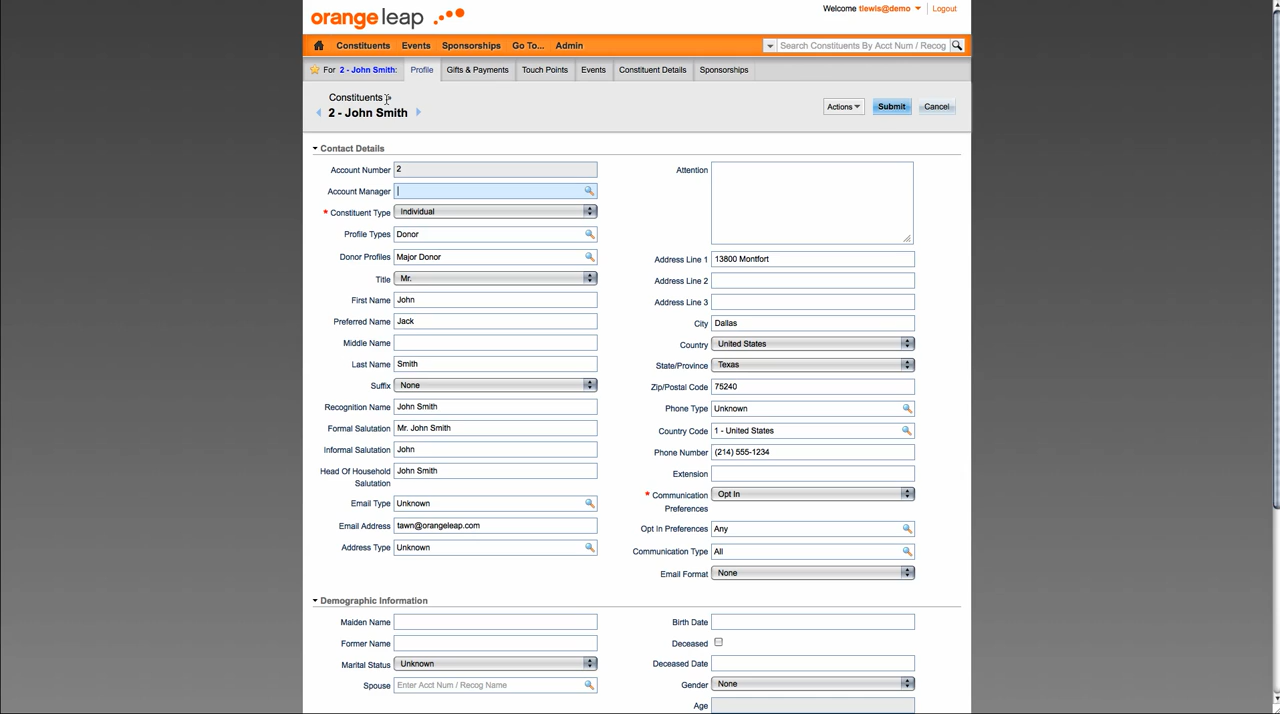 orange leap
Welcome tlewis@demo Logout
Constituents Events Sponsorships Go To... Admin
Search Constituents By Acct Num / Recog
For 2 - John Smith: Profile Gifts & Payments Touch Points Events Constituent Details Sponsorships
Constituents
2 - John Smith
Actions Submit Cancel
Contact Details
Account Number 2
Account Manager
* Constituent Type Individual
Profile Types Donor
Donor Profiles Major Donor
Title Mr.
First Name John
Preferred Name Jack
Middle Name
Last Name Smith
Suffix None
Recognition Name John Smith
Formal Salutation Mr. John Smith
Informal Salutation John
Head Of Household
Salutation
John Smith
Email Type Unknown
Email Address tawn@orangeleap.com
Address Type Unknown
Attention
Address Line 1 13800 Montfort
Address Line 2
Address Line 3
City Dallas
Country United States
State/Province Texas
Zip/Postal Code 75240
Phone Type Unknown
Country Code 1 - United States
Phone Number (214) 555-1234
Extension
* Communication
Preferences
Opt In
Opt In Preferences Any
Communication Type All
Email Format None
Demographic Information
Maiden Name
Former Name
Marital Status Unknown
Spouse Enter Acct Num / Recog Name
Birth Date
Deceased
Deceased Date
Gender None
Age